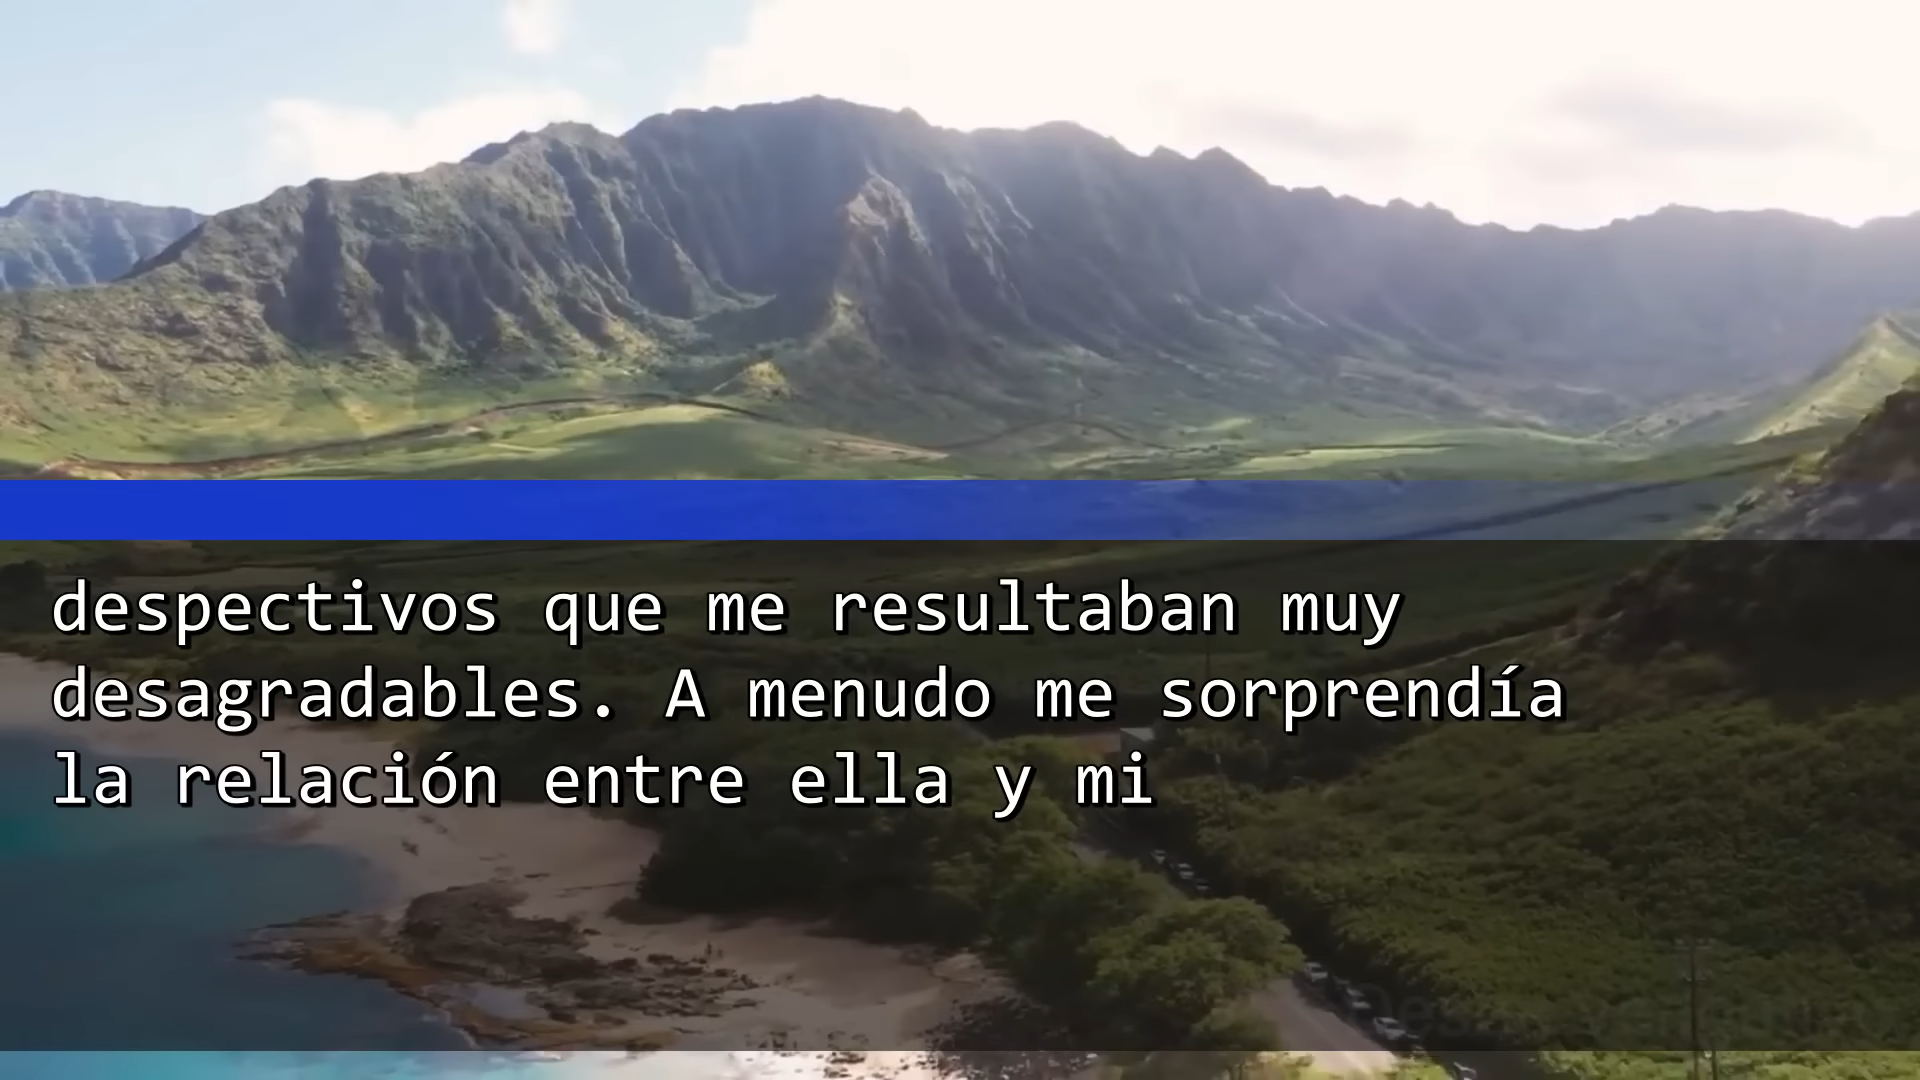 despectivos que me resultaban muy
desagradables. A menudo me sorprendía
la relación entre ella y mi